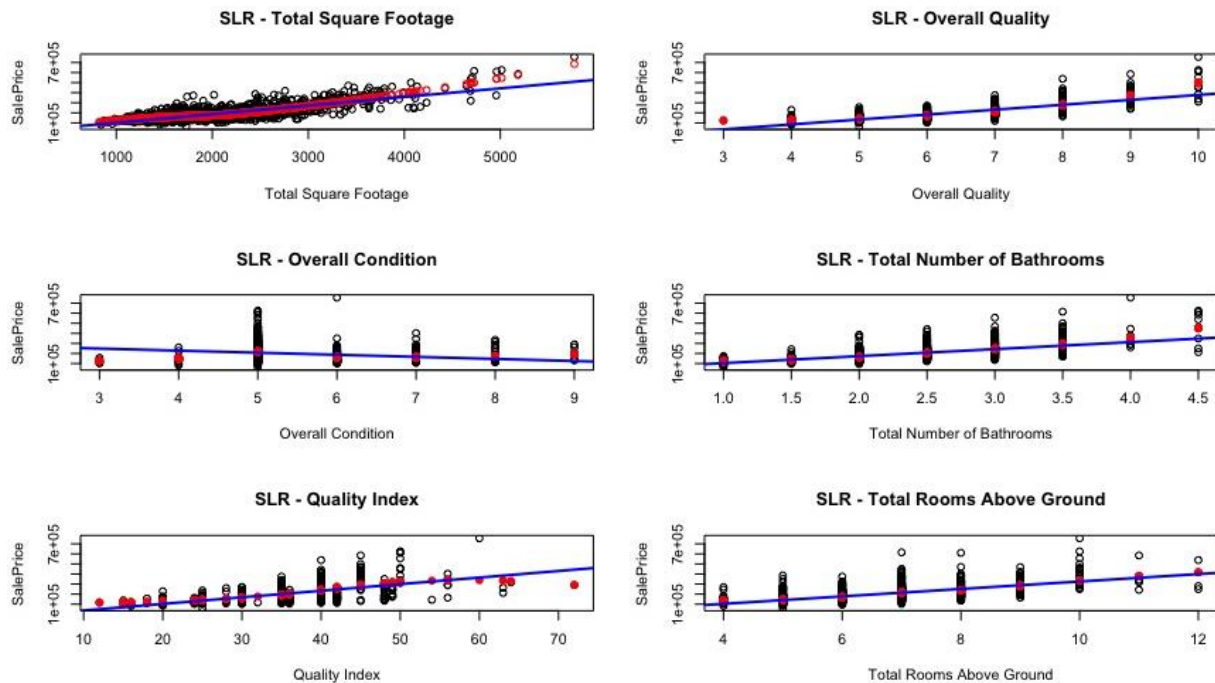 SLR - Total Square Footage
SalePrice
7e+05
1e+05
1000 2000 3000 4000 5000
Total Square Footage
SLR - Overall Quality
SalePrice
7e+05
1e+05
3 4 5 6 7 8 9 10
Overall Quality
SLR - Overall Condition
SalePrice
7e+05
1e+05
3 4 5 6 7 8 9
Overall Condition
SLR - Total Number of Bathrooms
SalePrice
7e+05
1e+05
1.0 1.5 2.0 2.5 3.0 3.5 4.0 4.5
Total Number of Bathrooms
SLR - Quality Index
SalePrice
7e+05
1e+05
10 20 30 40 50 60 70
Quality Index
SLR - Total Rooms Above Ground
SalePrice
7e+05
1e+05
4 6 8 10 12
Total Rooms Above Ground